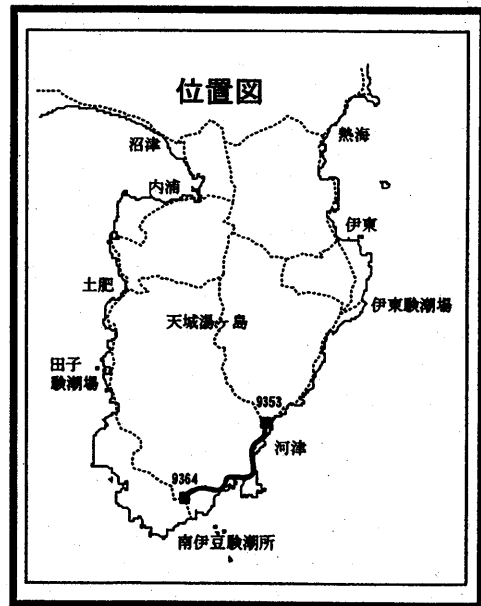 位置図
沼津
熱海
内浦
伊東
土肥
伊東験潮場
天城湯ヶ島
田子
験潮場
9353
河津
9364
南伊豆験潮所